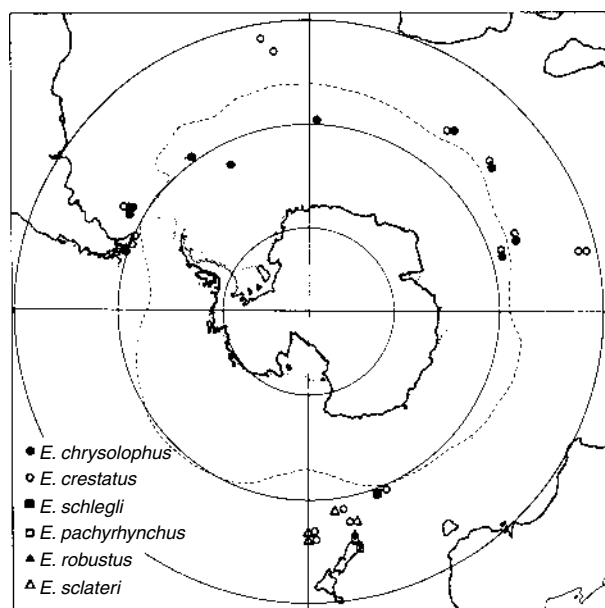 E. chrysolophus
E. crestatus
E. schlegli
E. pachyrhynchus
E. robustus
E. sclateri